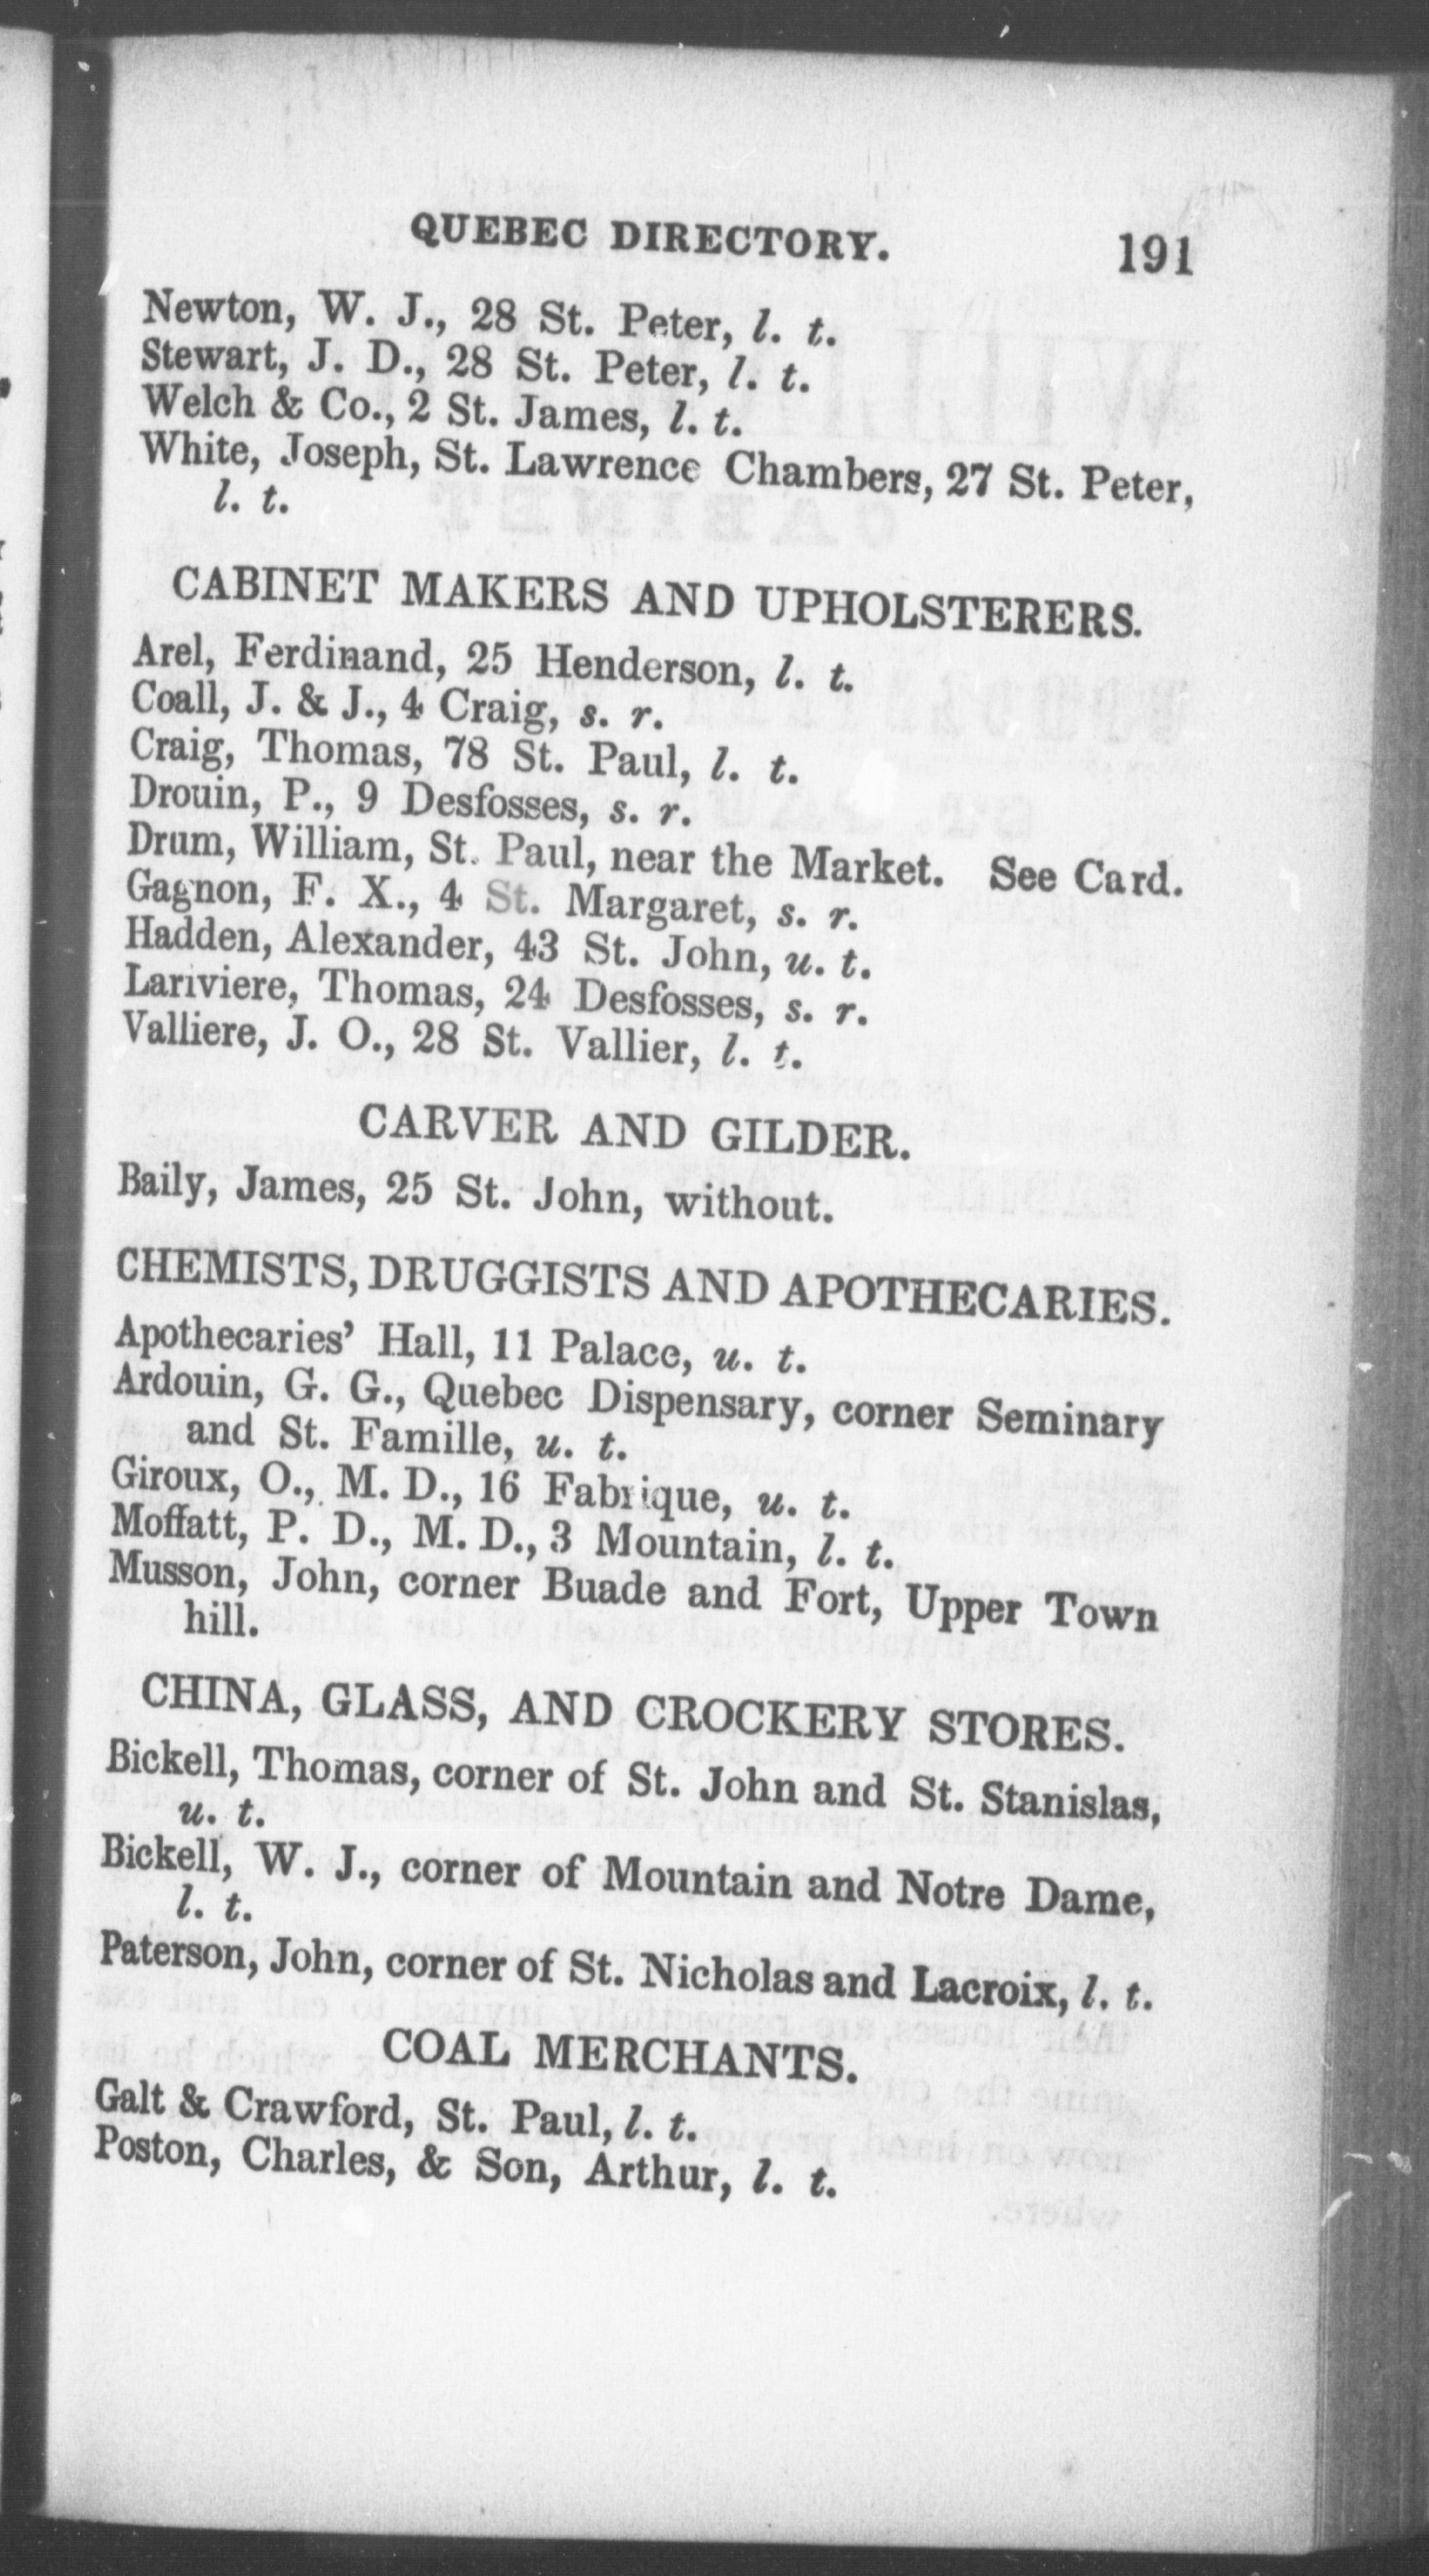 QUEBEC DIRECTORY. 191
Newton, W. J., 28 St. Peter, l. t.
Stewart, J. D., 28 St. Peter, l. t.
Welch & Co., 2 St. James, l. t.
White, Joseph, St. Lawrence Chambers, 27 St. Peter,
l. t.
CABINET MAKERS AND UPHOLSTERERS.
Arel, Ferdinand, 25 Henderson, l. t.
Coall, J. & J., 4 Craig, s. r.
Craig, Thomas, 78 St. Paul, l. t.
Drouin, P., 9 Desfosses, s. r.
Drum, William, St. Paul, near the Market. See Card.
Gagnon, F. X., 4 St. Margaret, s. r.
Hadden, Alexander, 43 St. John, u. t.
Lariviere, Thomas, 24 Desfosses, s. r.
Valliere, J. O., 28 St. Vallier, l. t.
CARVER AND GILDER.
Baily, James, 25 St. John, without.
CHEMISTS, DRUGGISTS AND APOTHECARIES.
Apothecaries' Hall, 11 Palace, u. t.
Ardouin, G. G., Quebec Dispensary, corner Seminary
and St. Famille, u. t.
Giroux, O., M. D., 16 Fabrique, u. t.
Moffatt, P. D., M. D., 3 Mountain, l. t.
Musson, John, corner Buade and Fort, Upper Town
hill.
CHINA, GLASS, AND CROCKERY STORES.
Bickell, Thomas, corner of St. John and St. Stanislas,
u. t.
Bickell, W. J., corner of Mountain and Notre Dame,
l. t.
Paterson, John, corner of St. Nicholas and Lacroix, l. t.
COAL MERCHANTS.
Galt & Crawford, St. Paul, l. t.
Poston, Charles, & Son, Arthur, l. t.